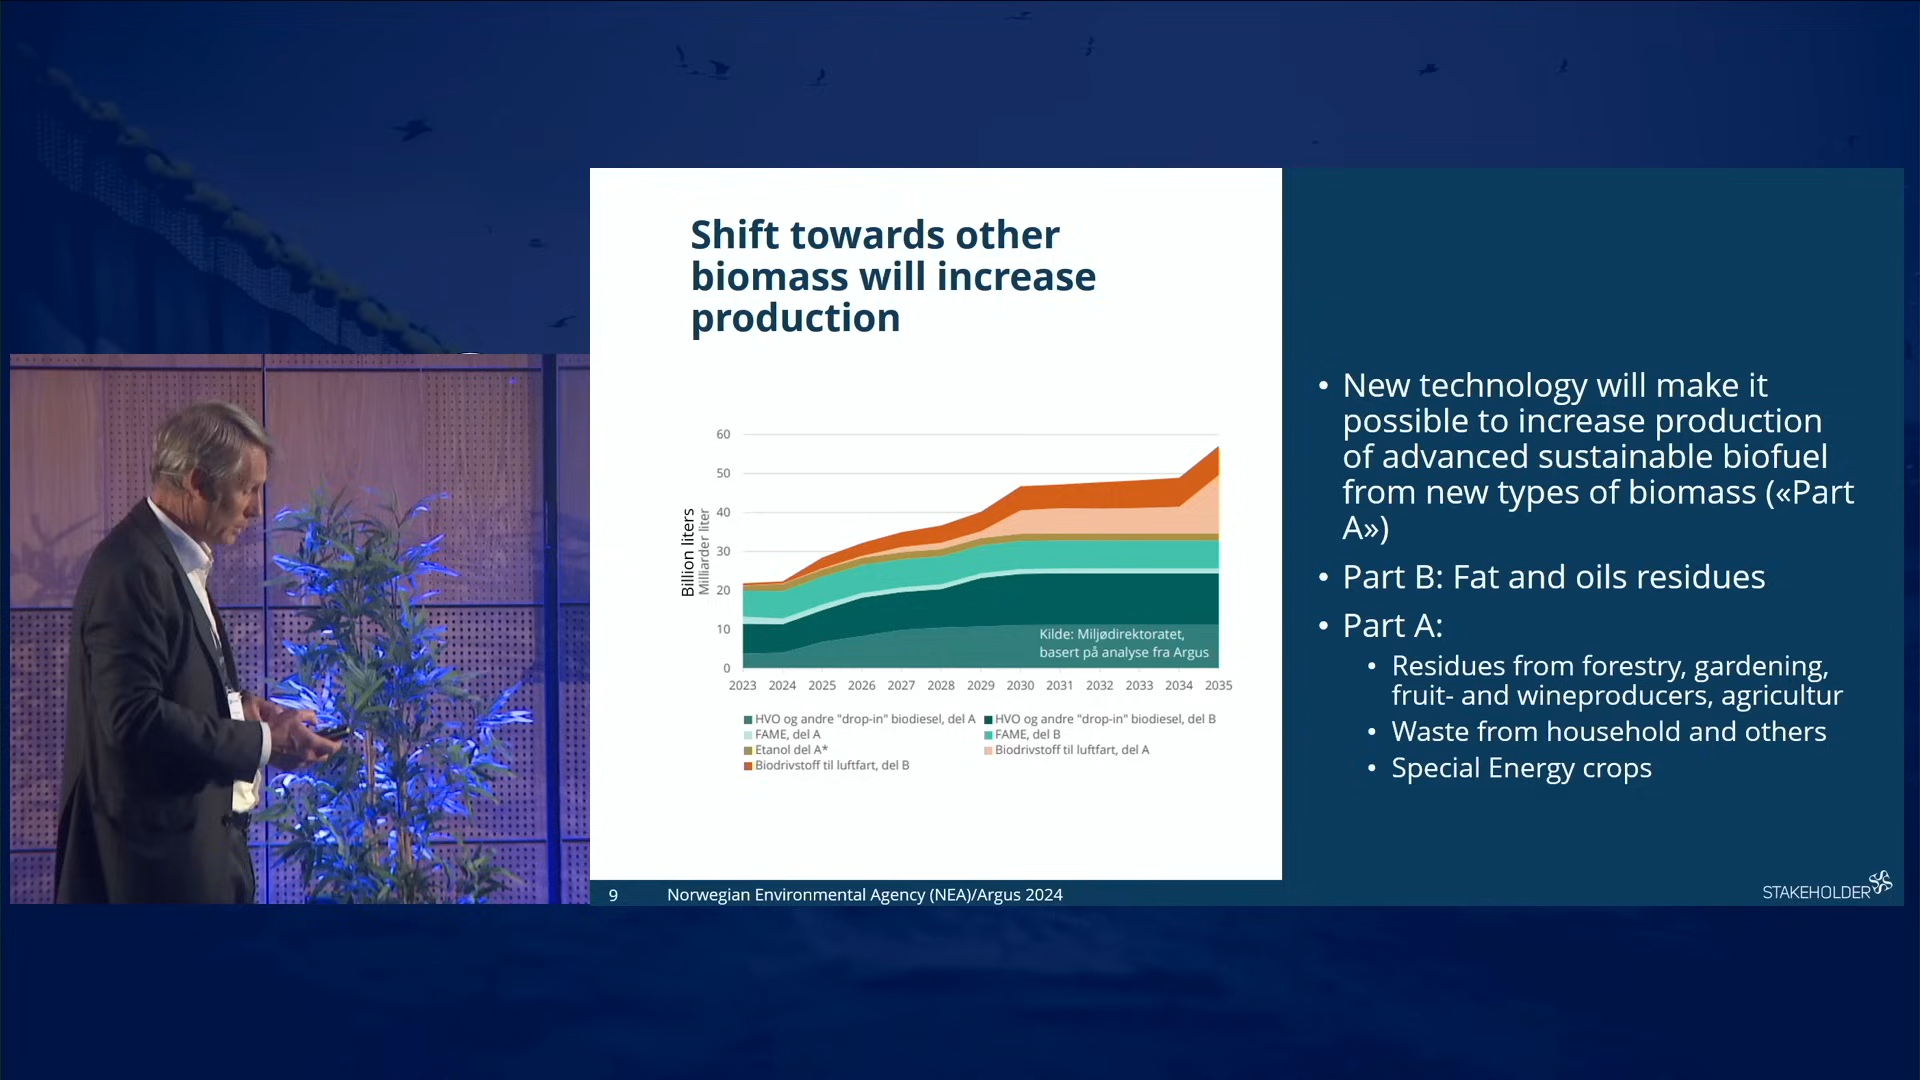 Shift towards other
biomass will increase
production
Billion liters
Milliarder liter
60
50
40
30
20
10
0
Kilde: Miljødirektoratet,
basert på analyse fra Argus
2023 2024 2025 2026 2027 2028 2029 2030 2031 2032 2033 2034 2035
HVO og andre "drop-in" biodiesel, del A
HVO og andre "drop-in" biodiesel, del B
FAME, del A
FAME, del B
Etanol del A*
Biodrivstoff til luftfart, del A
Biodrivstoff til luftfart, del B
• New technology will make it
possible to increase production
of advanced sustainable biofuel
from new types of biomass («Part
A»)
• Part B: Fat and oils residues
• Part A:
• Residues from forestry, gardening,
fruit- and wineproducers, agricultur
• Waste from household and others
• Special Energy crops
9
Norwegian Environmental Agency (NEA)/Argus 2024
STAKEHOLDER